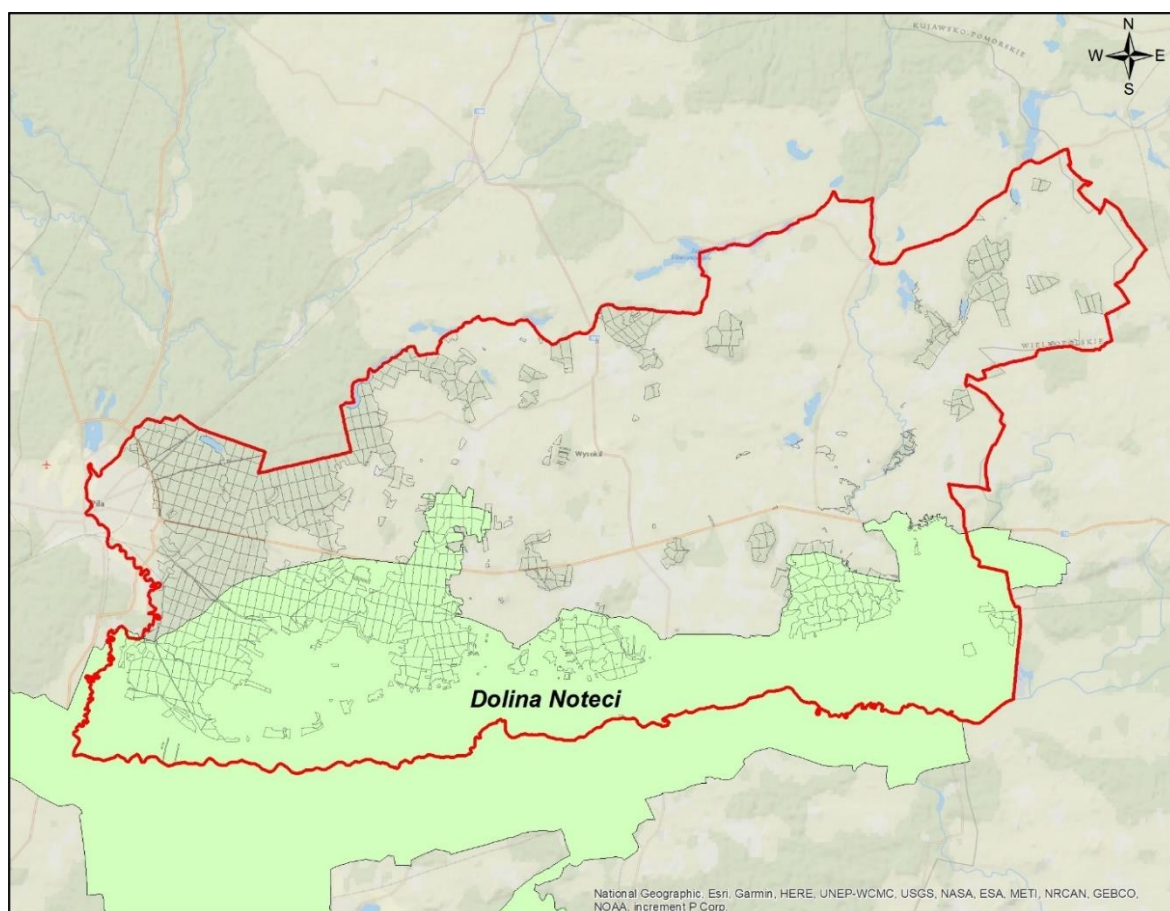 N
W E
S
KUJAWSKO-POMORSKIE
WIELKOPOLSKIE
Wysoka
Piła
Dolina Noteci
National Geographic, Esri, Garmin, HERE, UNEP-WCMC, USGS, NASA, ESA, METI, NRCAN, GEBCO,
NOAA, increment P Corp.